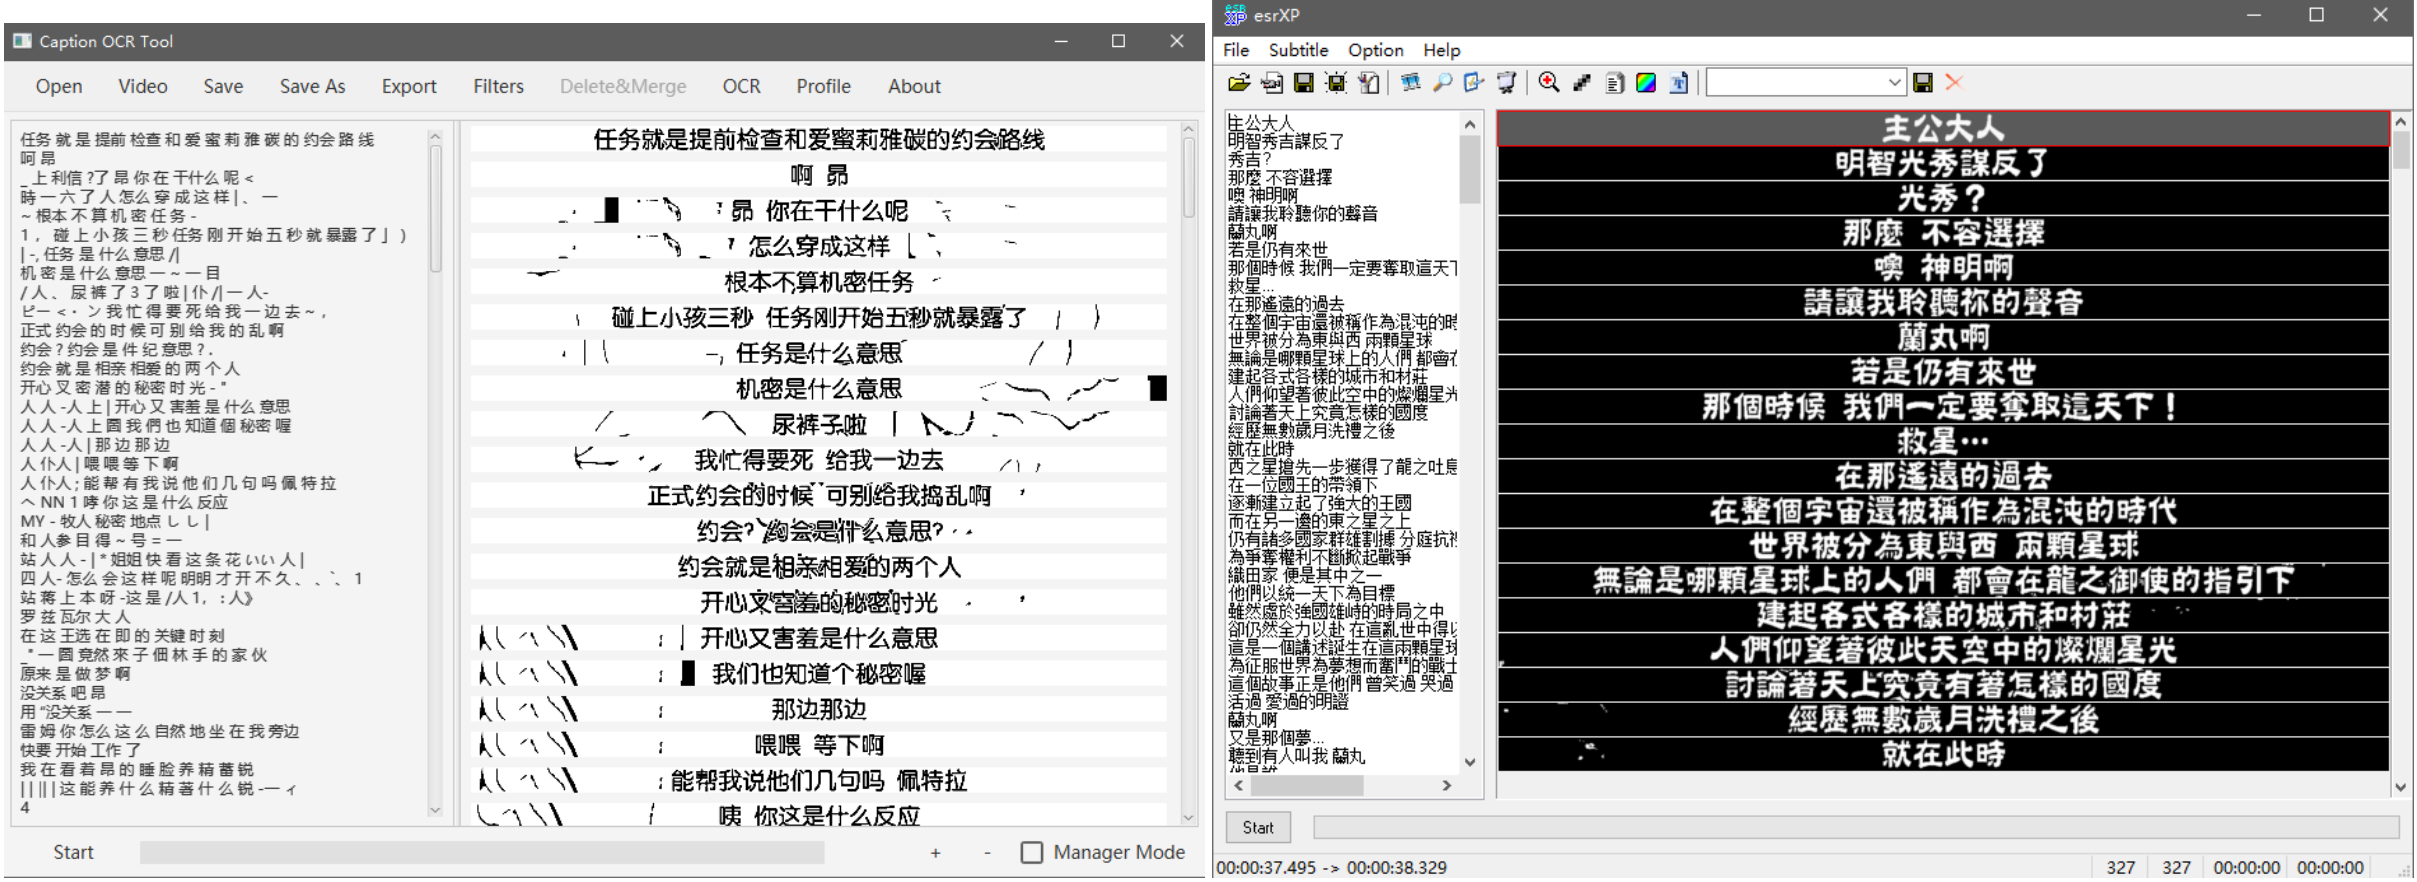 Caption OCR Tool
Open Video Save Save As Export Filters Delete&Merge OCR Profile About
任务就是提前检查和爱蜜莉雅碳的约会路线
呵昂
_上利信?了昂你在干什么呢<
時一六了人怎么穿成这样|、一
~根本不算机密任务-
1，碰上小孩三秒任务刚开始五秒就暴露了」)
|-,任务是什么意思/|
机密是什么意思一~一目
/人、尿裤了3了啦|仆/|一人-
ピー<・ン我忙得要死给我一边去~,
正式约会的时候可别给我的乱啊
约会?约会是件纪意思?.
约会就是相亲相爱的两个人
开心叉密潜的秘密时光-"
人人-人上|开心又害羞是什么意思
人人-人上圆我們也知道個秘密喔
人人-人|那边那边
人仆人|喂喂等下啊
人仆人;能帮有我说他们几句吗佩特拉
へNN1哮你这是什么反应
MY-牧人秘密地点しし|
和人参目得~号=一
站人人-|*姐姐快看这条花いい人|
四人-怎么会这样呢明明才开不久、、`、1
站蒋上本呀-这是/人1,:人》
罗兹瓦尔大人
在这王选在即的关键时刻
_"一圆竟然來子佃林手的家伙
原来是做梦啊
没关系吧昂
用"没关系一一
雷姆你怎么这么自然地坐在我旁边
快要开始工作了
我在看着昂的睡脸养精蓄锐
|||||这能养什么精著什么锐-一ィ
4
任务就是提前检查和爱蜜莉雅碳的约会路线
啊 昂
昂 你在干什么呢
怎么穿成这样
根本不算机密任务
碰上小孩三秒 任务刚开始五秒就暴露了
任务是什么意思
机密是什么意思
尿裤子啦
我忙得要死 给我一边去
正式约会的时候 可别给我捣乱啊
约会? 约会是什么意思?
约会就是相亲相爱的两个人
开心又害羞的秘密时光
开心又害羞是什么意思
我们也知道个秘密喔
那边那边
喂喂 等下啊
能帮我说他们几句吗 佩特拉
咦 你这是什么反应
Start + - Manager Mode
esrXP
File Subtitle Option Help
主公大人
明智秀吉謀反了
秀吉?
那麼 不容選擇
噢 神明啊
請讓我聆聽你的聲音
蘭丸啊
若是仍有來世
那個時候 我們一定要奪取這天下
救星...
在那遙遠的過去
在整個宇宙還被稱作為混沌的時
世界被分為東與西 兩顆星球
無論是哪顆星球上的人們 都會在
建起各式各樣的城市和村莊
人們仰望著彼此空中的燦爛星光
討論著天上究竟怎樣的國度
經歷無數歲月洗禮之後
就在此時
西之星搶先一步獲得了龍之吐息
在一位國王的帶領下
逐漸建立起了強大的王國
而在另一邊的東之星之上
仍有諸多國家群雄割據 分庭抗禮
為爭奪權利不斷掀起戰爭
織田家 便是其中之一
他們以統一天下為目標
雖然處於強國雄峙的時局之中
卻仍然全力以赴 在這亂世中得以
這是一個講述誕生在這兩顆星球
為征服世界為夢想而奮鬥的戰士
這個故事正是他們 曾笑過 哭過
活過 愛過的明證
蘭丸啊
又是那個夢...
聽到有人叫我 蘭丸
他是誰
主公大人
明智光秀謀反了
光秀？
那麼 不容選擇
噢 神明啊
請讓我聆聽祢的聲音
蘭丸啊
若是仍有來世
那個時候 我們一定要奪取這天下！
救星…
在那遙遠的過去
在整個宇宙還被稱作為混沌的時代
世界被分為東與西 兩顆星球
無論是哪顆星球上的人們 都會在龍之御使的指引下
建起各式各樣的城市和村莊
人們仰望著彼此天空中的燦爛星光
討論著天上究竟有著怎樣的國度
經歷無數歲月洗禮之後
就在此時
Start
00:00:37.495 -> 00:00:38.329 327 327 00:00:00 00:00:00